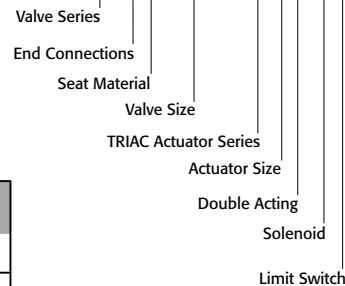 Valve Series
End Connections
Seat Material
Valve Size
TRIAC Actuator Series
Actuator Size
Double Acting
Solenoid
Limit Switch